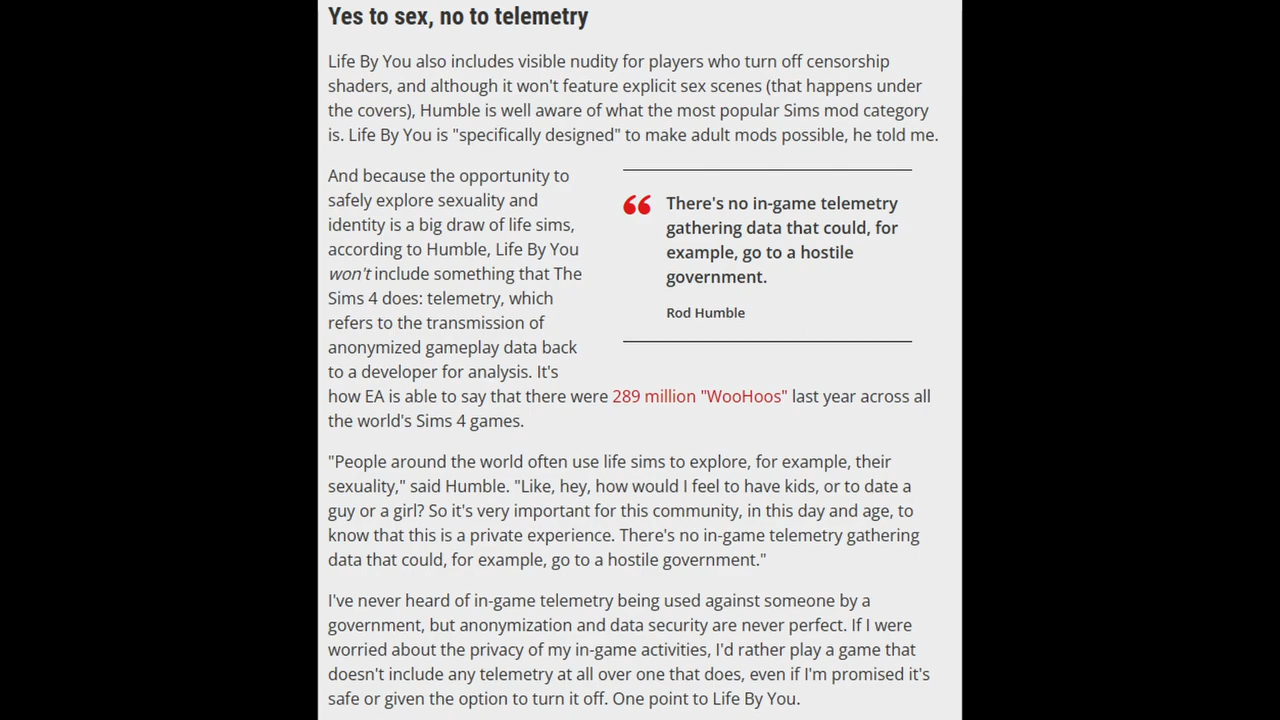 Yes to sex, no to telemetry
Life By You also includes visible nudity for players who turn off censorship
shaders, and although it won't feature explicit sex scenes (that happens under
the covers), Humble is well aware of what the most popular Sims mod category
is. Life By You is "specifically designed" to make adult mods possible, he told me.
And because the opportunity to
safely explore sexuality and
identity is a big draw of life sims,
according to Humble, Life By You
won't include something that The
Sims 4 does: telemetry, which
refers to the transmission of
anonymized gameplay data back
to a developer for analysis. It's
how EA is able to say that there were 289 million "WooHoos" last year across all
the world's Sims 4 games.
“
There's no in-game telemetry
gathering data that could, for
example, go to a hostile
government.
Rod Humble
"People around the world often use life sims to explore, for example, their
sexuality," said Humble. "Like, hey, how would I feel to have kids, or to date a
guy or a girl? So it's very important for this community, in this day and age, to
know that this is a private experience. There's no in-game telemetry gathering
data that could, for example, go to a hostile government."
I've never heard of in-game telemetry being used against someone by a
government, but anonymization and data security are never perfect. If I were
worried about the privacy of my in-game activities, I'd rather play a game that
doesn't include any telemetry at all over one that does, even if I'm promised it's
safe or given the option to turn it off. One point to Life By You.